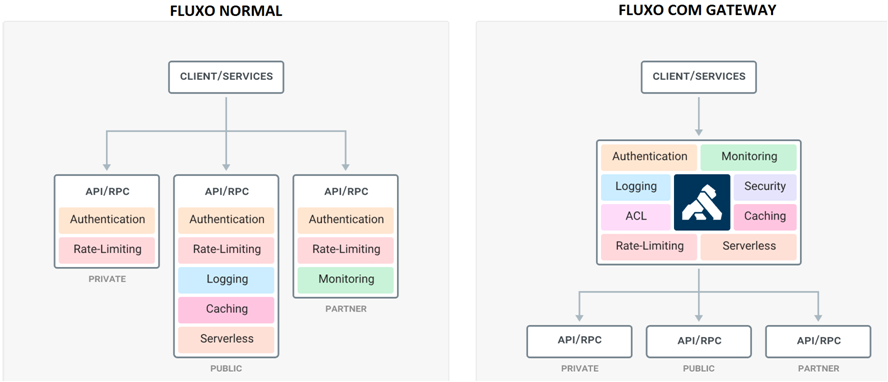 FLUXO NORMAL
CLIENT/SERVICES
API/RPC
Authentication
Rate-Limiting
PRIVATE
API/RPC
Authentication
Rate-Limiting
Logging
Caching
Serverless
PUBLIC
API/RPC
Authentication
Rate-Limiting
Monitoring
PARTNER
FLUXO COM GATEWAY
CLIENT/SERVICES
Authentication
Monitoring
Logging
Security
ACL
Caching
Rate-Limiting
Serverless
API/RPC
PRIVATE
API/RPC
PUBLIC
API/RPC
PARTNER